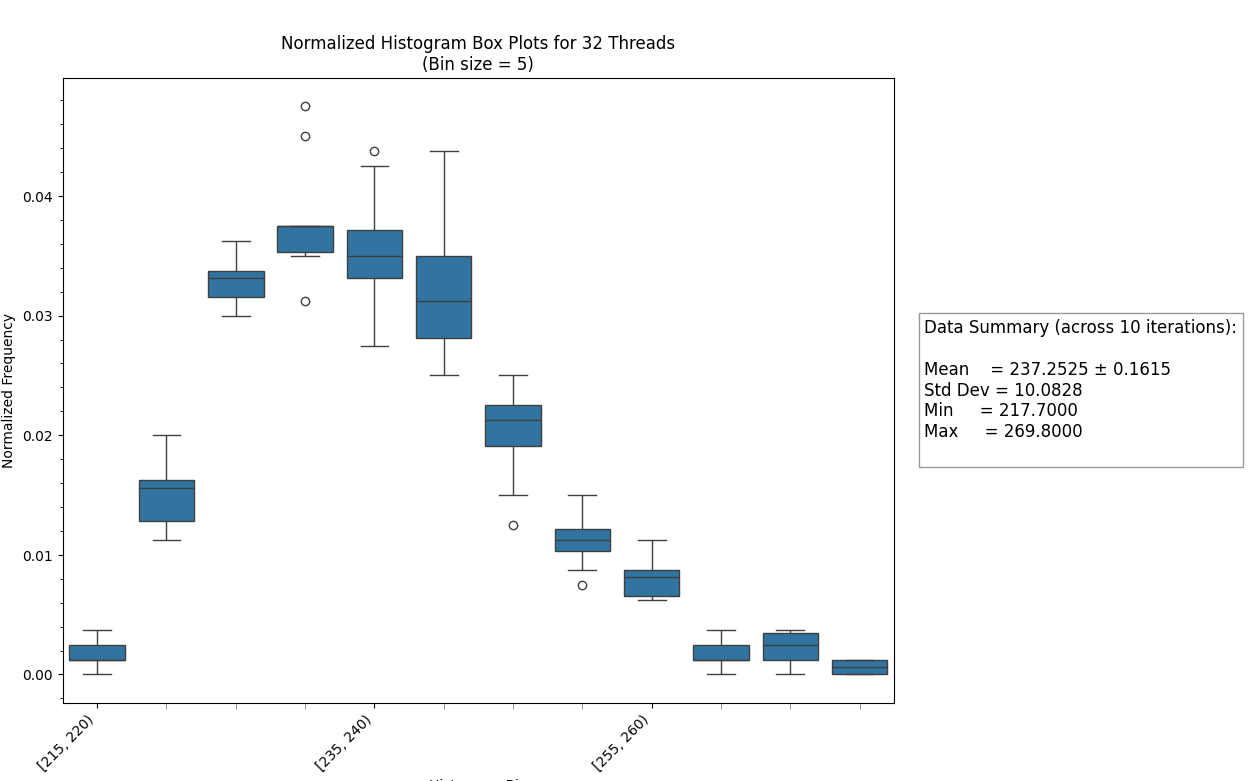 Normalized Histogram Box Plots for 32 Threads
(Bin size = 5)
Normalized Frequency
0.04
0.03
0.02
0.01
0.00
[215, 220)
[235, 240)
[255, 260)
Data Summary (across 10 iterations):
Mean = 237.2525 ± 0.1615
Std Dev = 10.0828
Min = 217.7000
Max = 269.8000